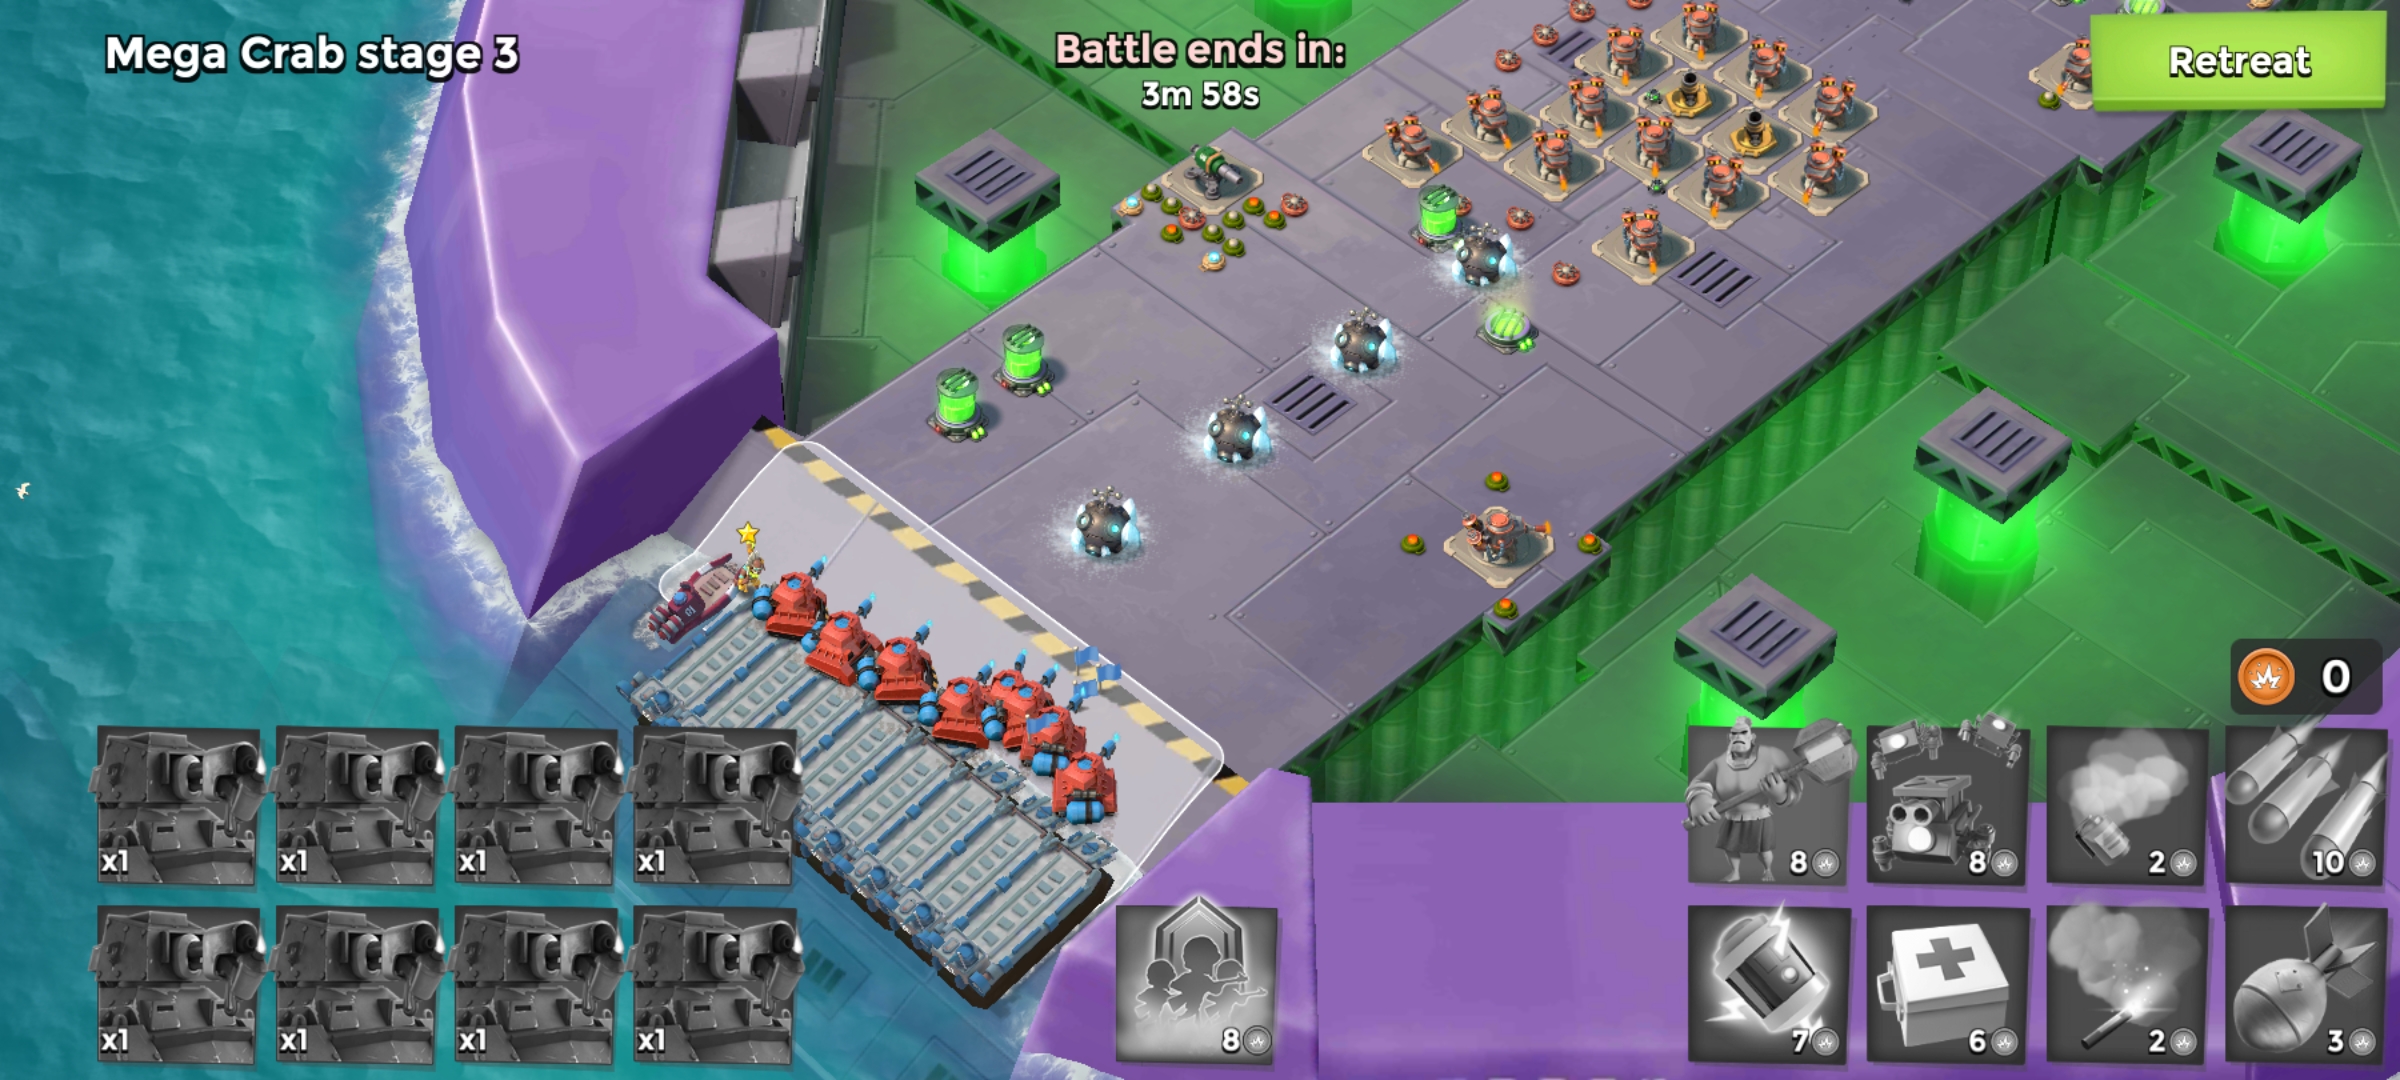 Mega Crab stage 3
Battle ends in:
3m 58s
Retreat
0
x1
x1
x1
x1
8
8
2
10
x1
x1
x1
x1
8
7
6
2
3